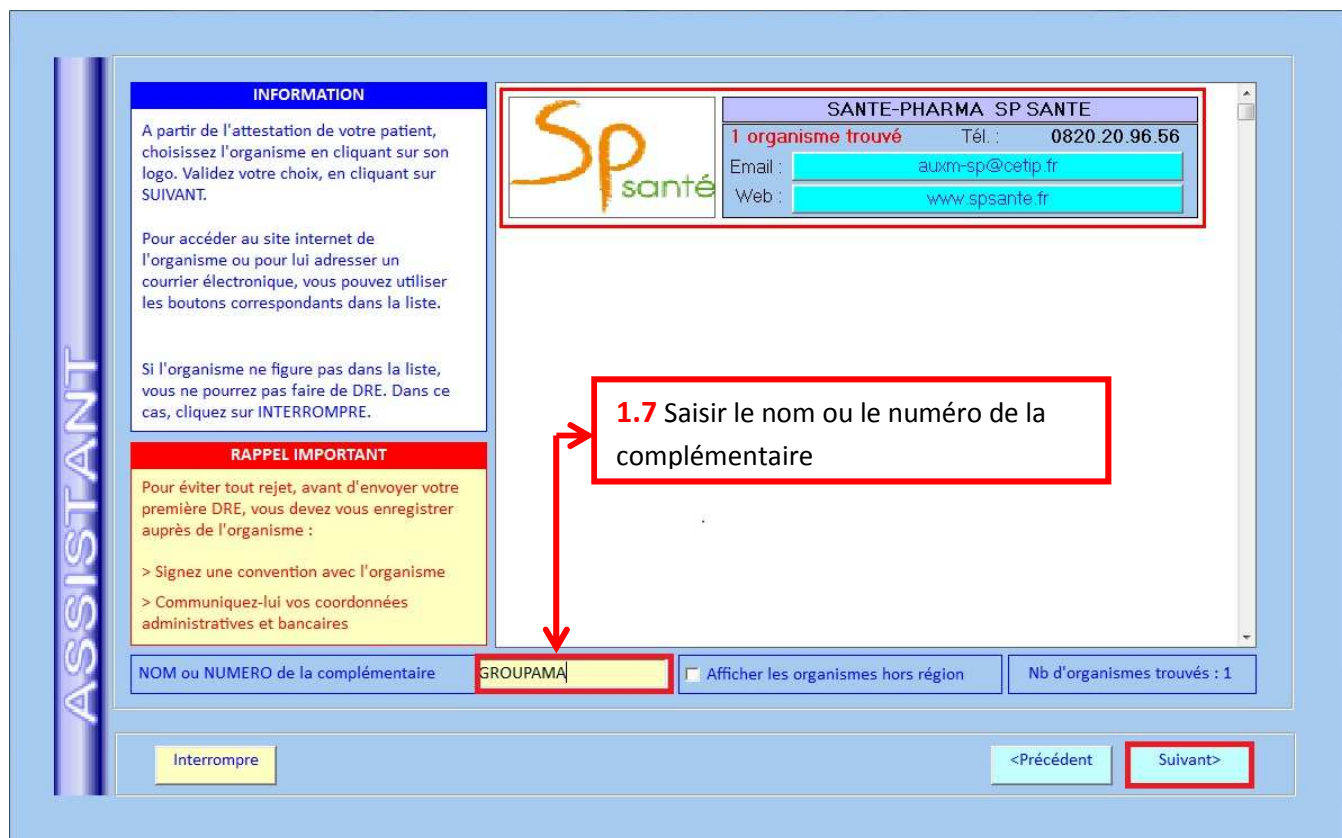 ASSISTANT
INFORMATION
A partir de l'attestation de votre patient,
choisissez l'organisme en cliquant sur son
logo. Validez votre choix, en cliquant sur
SUIVANT.
Pour accéder au site internet de
l'organisme ou pour lui adresser un
courrier électronique, vous pouvez utiliser
les boutons correspondants dans la liste.
Si l'organisme ne figure pas dans la liste,
vous ne pourrez pas faire de DRE. Dans ce
cas, cliquez sur INTERROMPRE.
RAPPEL IMPORTANT
Pour éviter tout rejet, avant d'envoyer votre
première DRE, vous devez vous enregistrer
auprès de l'organisme :
> Signez une convention avec l'organisme
> Communiquez-lui vos coordonnées
administratives et bancaires
Sp
santé
SANTE-PHARMA SP SANTE
1 organisme trouvé Tél. : 0820.20.96.56
Email : auxm-sp@cetip.fr
Web : www.spsante.fr
1.7 Saisir le nom ou le numéro de la
complémentaire
NOM ou NUMERO de la complémentaire GROUPAMA Afficher les organismes hors région Nb d'organismes trouvés : 1
Interrompre <Précédent Suivant>